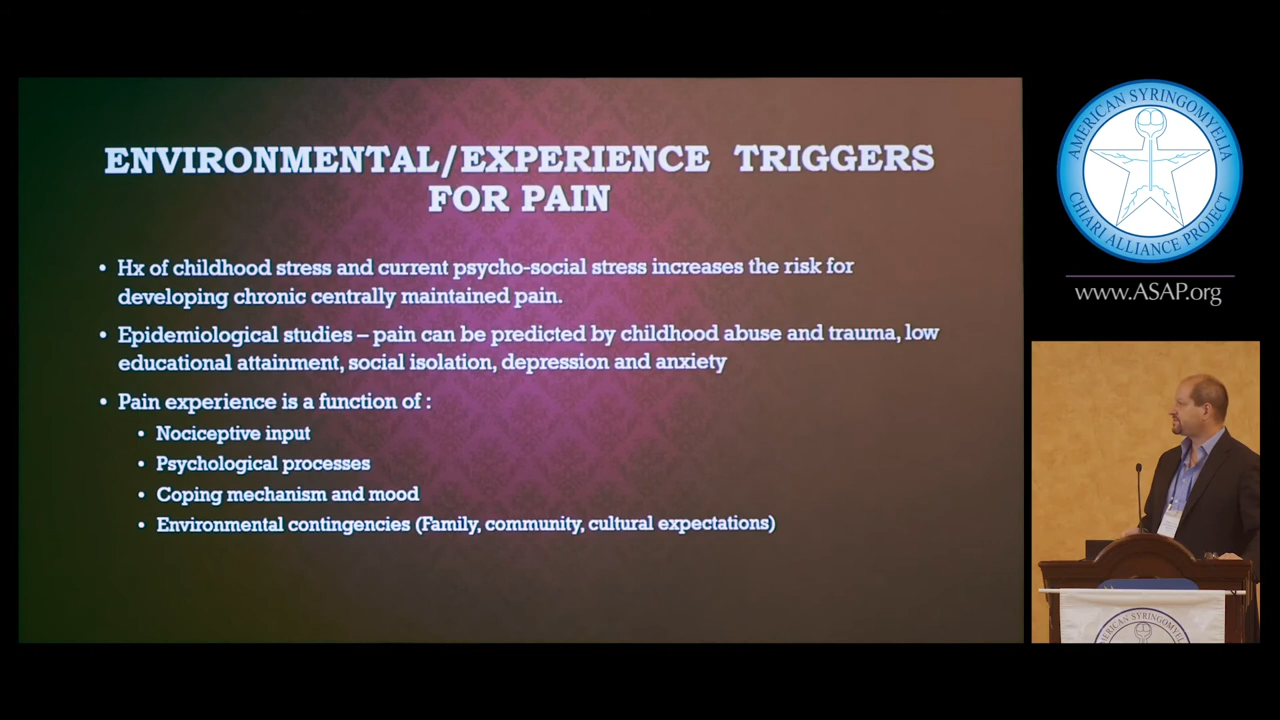 ENVIRONMENTAL/EXPERIENCE TRIGGERS
FOR PAIN
• Hx of childhood stress and current psycho-social stress increases the risk for
developing chronic centrally maintained pain.
• Epidemiological studies – pain can be predicted by childhood abuse and trauma, low
educational attainment, social isolation, depression and anxiety
• Pain experience is a function of :
• Nociceptive input
• Psychological processes
• Coping mechanism and mood
• Environmental contingencies (Family, community, cultural expectations)
AMERICAN SYRINGOMYELIA
CHIARI ALLIANCE PROJECT
www.ASAP.org
AMERICAN SYRINGOMYELIA